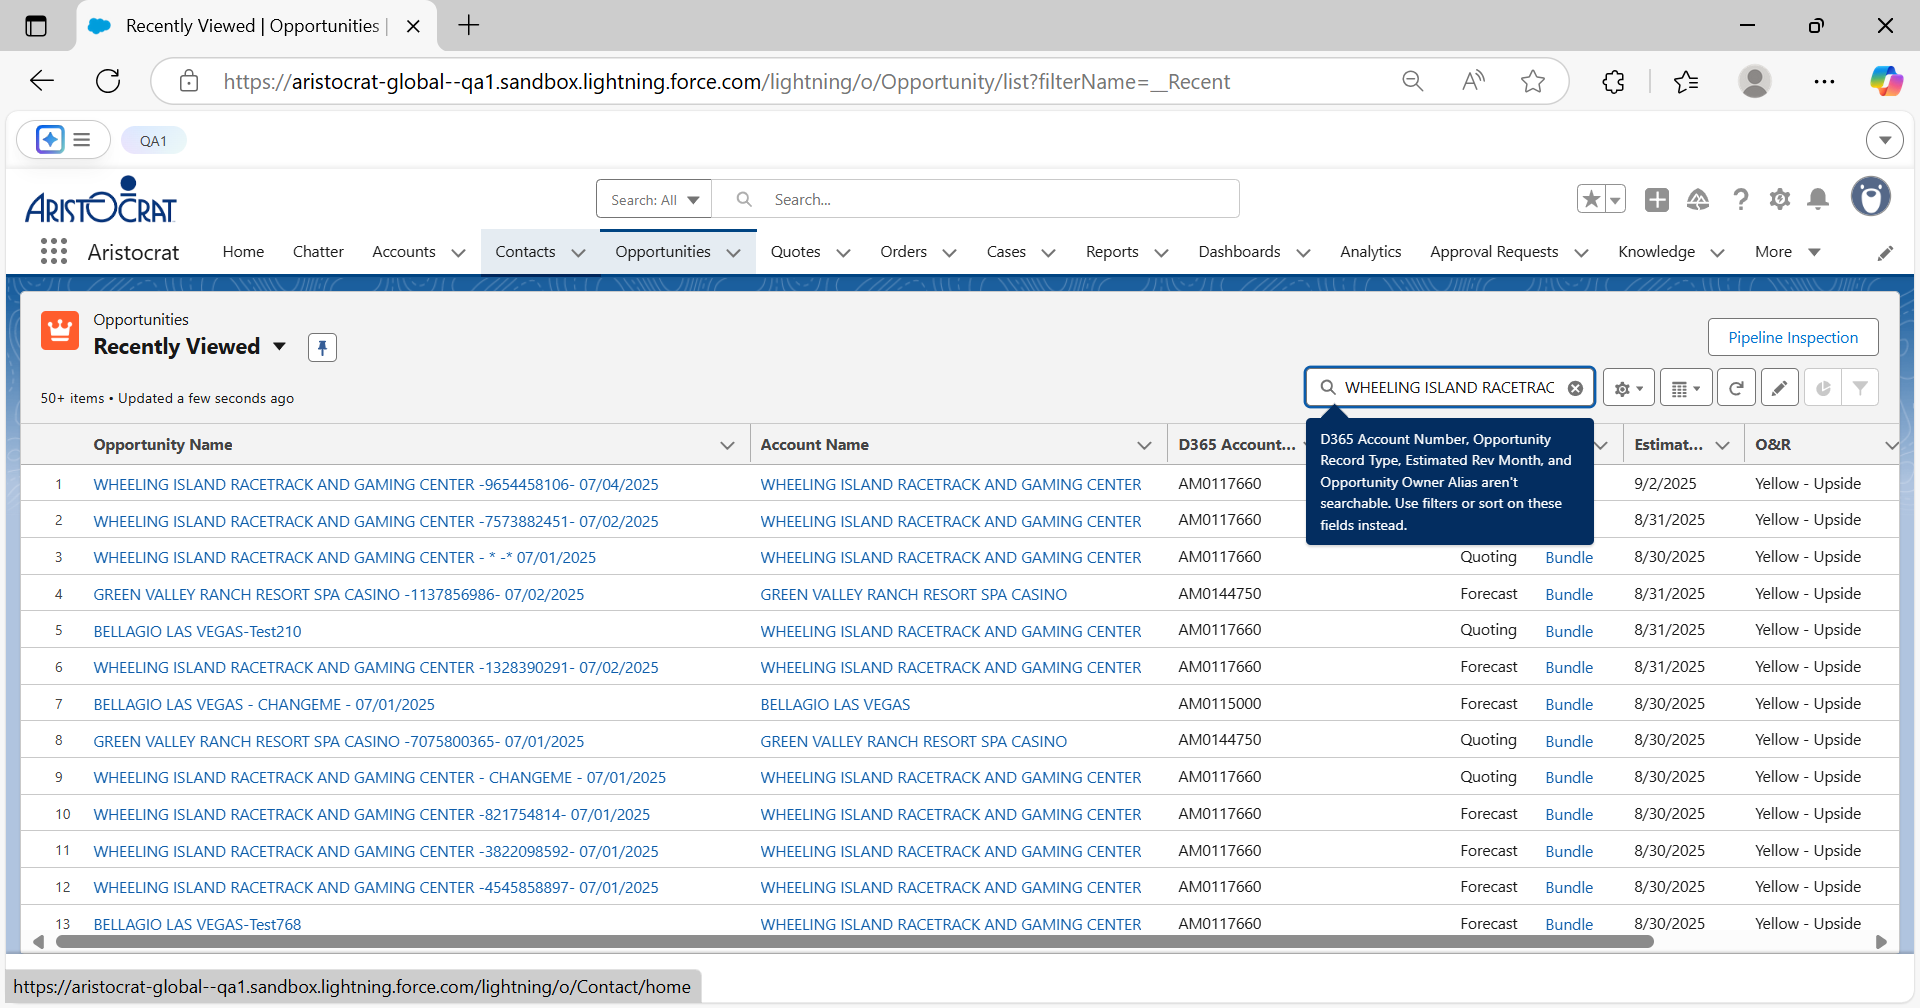 Recently Viewed | Opportunities |
https://aristocrat-global--qa1.sandbox.lightning.force.com/lightning/o/Opportunity/list?filterName=__Recent
QA1
ARISTOCRAT
Search: All
Search...
Aristocrat
Home
Chatter
Accounts
Contacts
Opportunities
Quotes
Orders
Cases
Reports
Dashboards
Analytics
Approval Requests
Knowledge
More
Opportunities
Recently Viewed
Pipeline Inspection
50+ items • Updated a few seconds ago
WHEELING ISLAND RACETRAC
D365 Account Number, Opportunity
Record Type, Estimated Rev Month, and
Opportunity Owner Alias aren't
searchable. Use filters or sort on these
fields instead.
Opportunity Name Account Name D365 Account... Estimat... O&R
1 WHEELING ISLAND RACETRACK AND GAMING CENTER -9654458106- 07/04/2025 WHEELING ISLAND RACETRACK AND GAMING CENTER AM0117660 9/2/2025 Yellow - Upside
2 WHEELING ISLAND RACETRACK AND GAMING CENTER -7573882451- 07/02/2025 WHEELING ISLAND RACETRACK AND GAMING CENTER AM0117660 8/31/2025 Yellow - Upside
3 WHEELING ISLAND RACETRACK AND GAMING CENTER - * -* 07/01/2025 WHEELING ISLAND RACETRACK AND GAMING CENTER AM0117660 Quoting Bundle 8/30/2025 Yellow - Upside
4 GREEN VALLEY RANCH RESORT SPA CASINO -1137856986- 07/02/2025 GREEN VALLEY RANCH RESORT SPA CASINO AM0144750 Forecast Bundle 8/31/2025 Yellow - Upside
5 BELLAGIO LAS VEGAS-Test210 WHEELING ISLAND RACETRACK AND GAMING CENTER AM0117660 Quoting Bundle 8/31/2025 Yellow - Upside
6 WHEELING ISLAND RACETRACK AND GAMING CENTER -1328390291- 07/02/2025 WHEELING ISLAND RACETRACK AND GAMING CENTER AM0117660 Forecast Bundle 8/31/2025 Yellow - Upside
7 BELLAGIO LAS VEGAS - CHANGEME - 07/01/2025 BELLAGIO LAS VEGAS AM0115000 Forecast Bundle 8/30/2025 Yellow - Upside
8 GREEN VALLEY RANCH RESORT SPA CASINO -7075800365- 07/01/2025 GREEN VALLEY RANCH RESORT SPA CASINO AM0144750 Quoting Bundle 8/30/2025 Yellow - Upside
9 WHEELING ISLAND RACETRACK AND GAMING CENTER - CHANGEME - 07/01/2025 WHEELING ISLAND RACETRACK AND GAMING CENTER AM0117660 Quoting Bundle 8/30/2025 Yellow - Upside
10 WHEELING ISLAND RACETRACK AND GAMING CENTER -821754814- 07/01/2025 WHEELING ISLAND RACETRACK AND GAMING CENTER AM0117660 Forecast Bundle 8/30/2025 Yellow - Upside
11 WHEELING ISLAND RACETRACK AND GAMING CENTER -3822098592- 07/01/2025 WHEELING ISLAND RACETRACK AND GAMING CENTER AM0117660 Forecast Bundle 8/30/2025 Yellow - Upside
12 WHEELING ISLAND RACETRACK AND GAMING CENTER -4545858897- 07/01/2025 WHEELING ISLAND RACETRACK AND GAMING CENTER AM0117660 Forecast Bundle 8/30/2025 Yellow - Upside
13 BELLAGIO LAS VEGAS-Test768 WHEELING ISLAND RACETRACK AND GAMING CENTER AM0117660 Forecast Bundle 8/30/2025 Yellow - Upside
https://aristocrat-global--qa1.sandbox.lightning.force.com/lightning/o/Contact/home